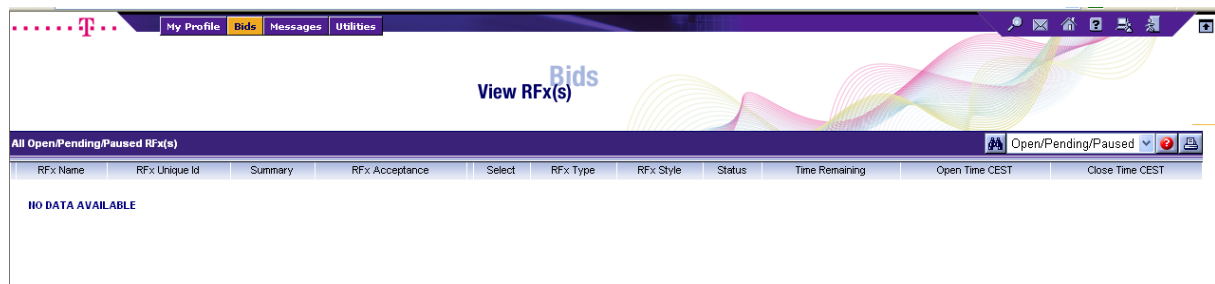 T
My Profile Bids Messages Utilities
Bids
View RFx(s)
All Open/Pending/Paused RFx(s) Open/Pending/Paused ?
RFx Name RFx Unique Id Summary RFx Acceptance Select RFx Type RFx Style Status Time Remaining Open Time CEST Close Time CEST
NO DATA AVAILABLE